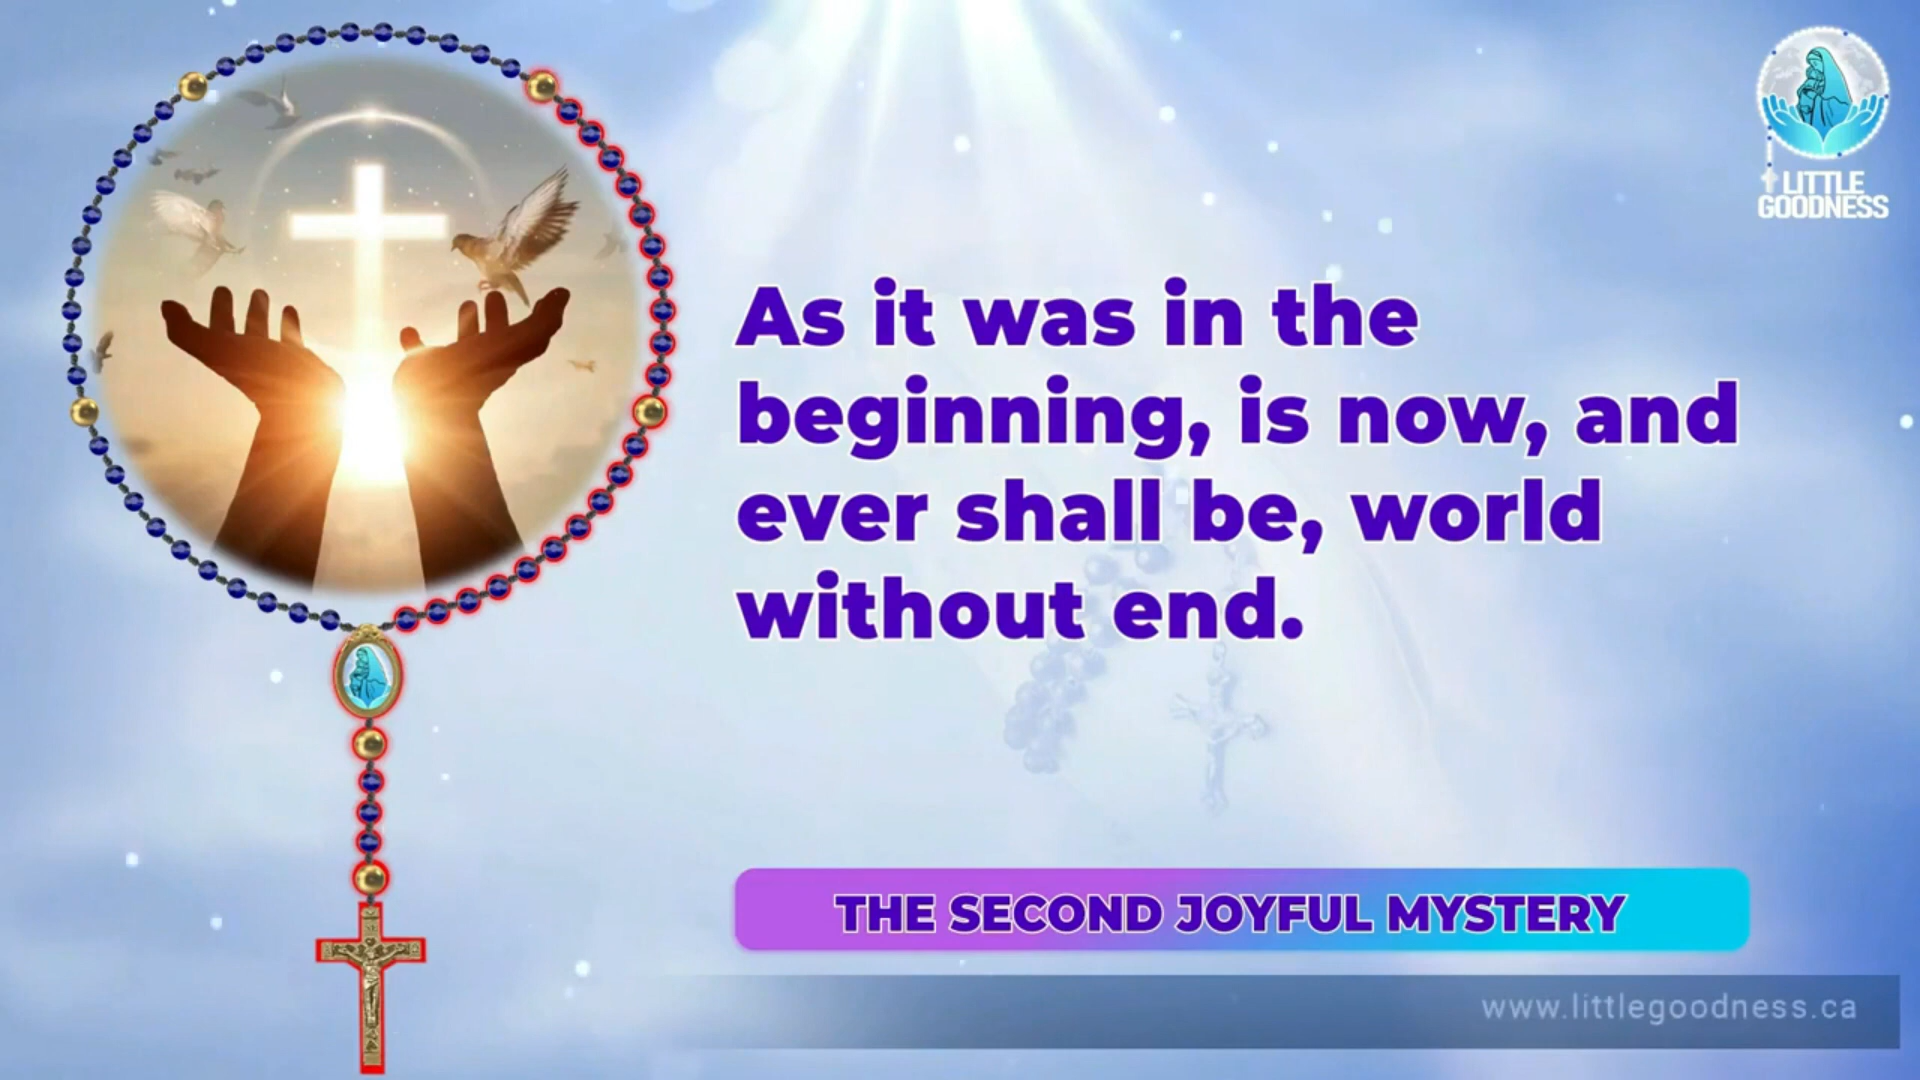 LITTLE
GOODNESS
As it was in the
beginning, is now, and
ever shall be, world
without end.
THE SECOND JOYFUL MYSTERY
www.littlegoodness.ca